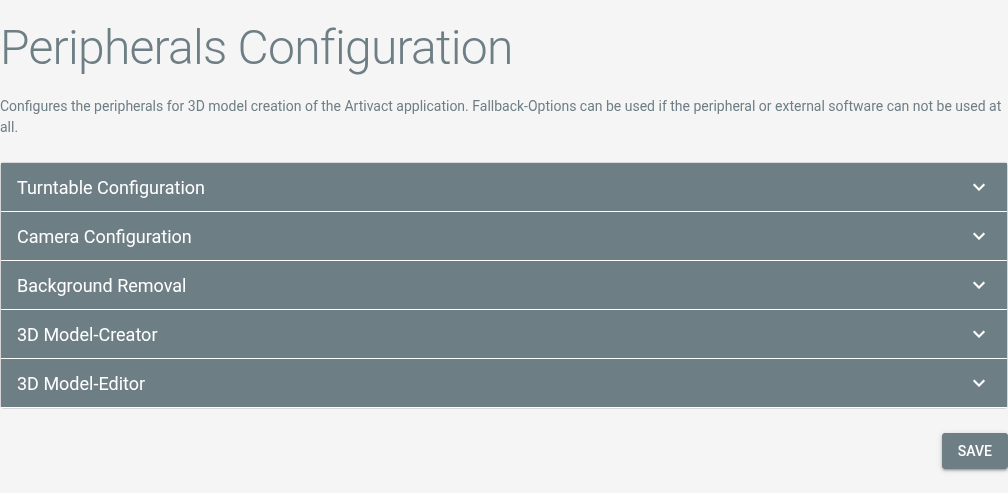 Peripherals Configuration
Configures the peripherals for 3D model creation of the Artivact application. Fallback-Options can be used if the peripheral or external software can not be used at
all.
Turntable Configuration
Camera Configuration
Background Removal
3D Model-Creator
3D Model-Editor
SAVE